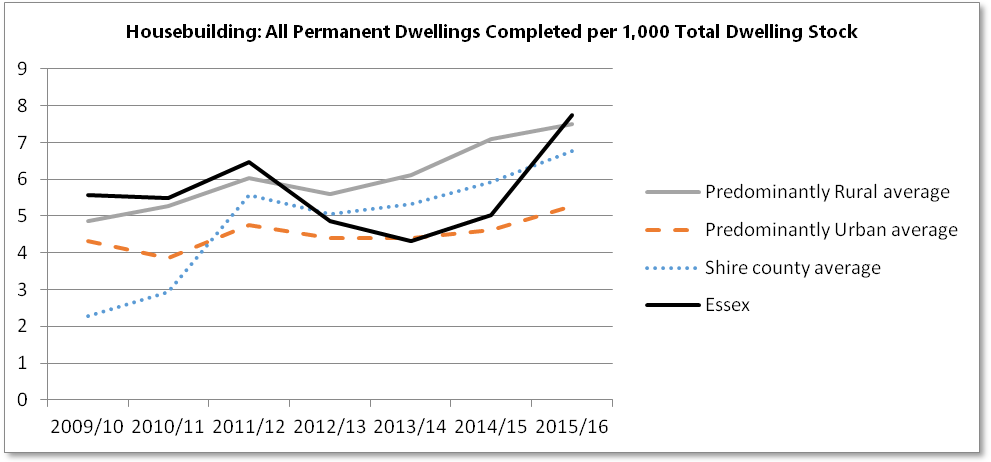 Housebuilding: All Permanent Dwellings Completed per 1,000 Total Dwelling Stock
9
8
7
6
5
4
3
2
1
0
2009/10 2010/11 2011/12 2012/13 2013/14 2014/15 2015/16
Predominantly Rural average
Predominantly Urban average
Shire county average
Essex